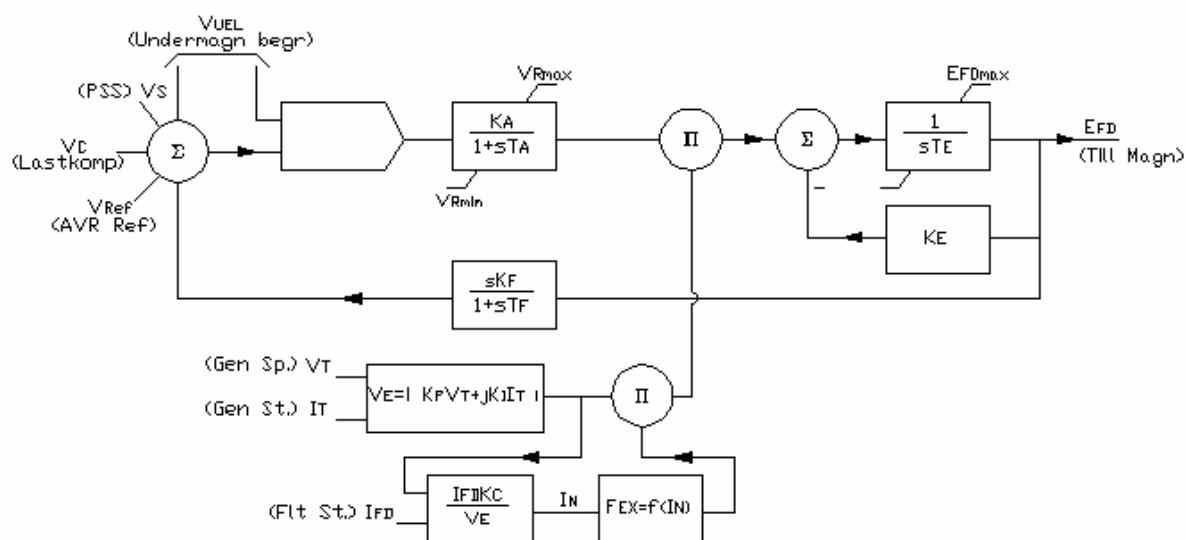 VUEL
(Undermagn begr)
(PSS) VS
VC
(Lastkomp)
Σ
VRef
(AVR Ref)
VRmax
KA
1+sTA
VRmin
Π
Σ
EFDmax
1
sTE
EFD
(Till Magn)
KE
sKF
1+sTF
(Gen Sp.) VT
(Gen St.) IT
VE=| KPVT+jKIIT |
Π
(Flt St.) IFD
IFDKC
VE
IN
FEX=f(IN)